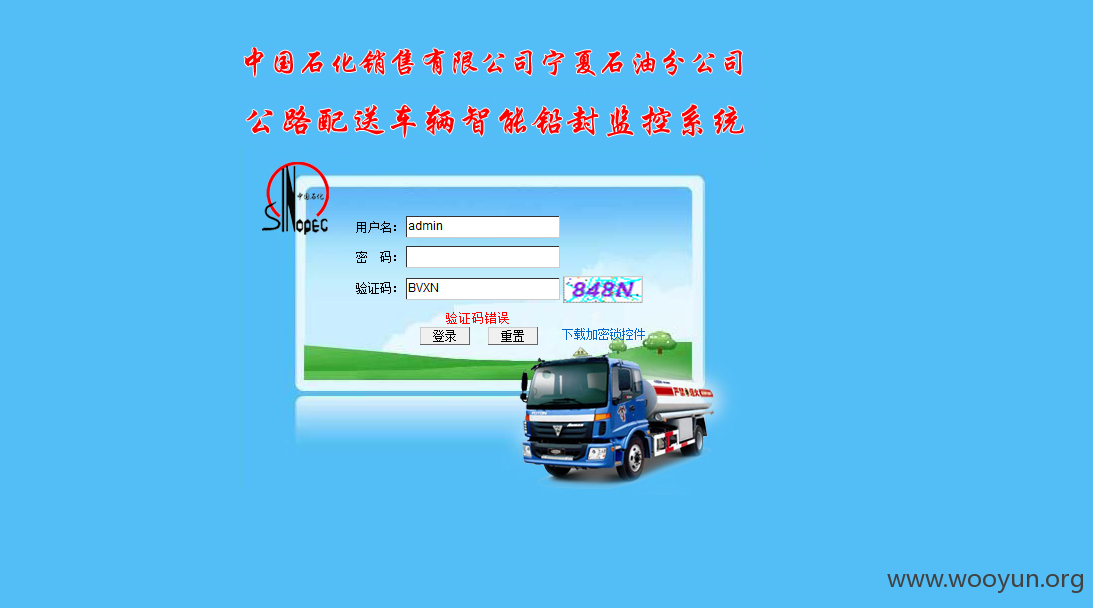 中国石化销售有限公司宁夏石油分公司
公路配送车辆智能铅封监控系统
中国石化
SINOPEC
用户名： admin
密 码：
验证码： BVXN 848N
验证码错误
登录 重置 下载加密锁控件
www.wooyun.org